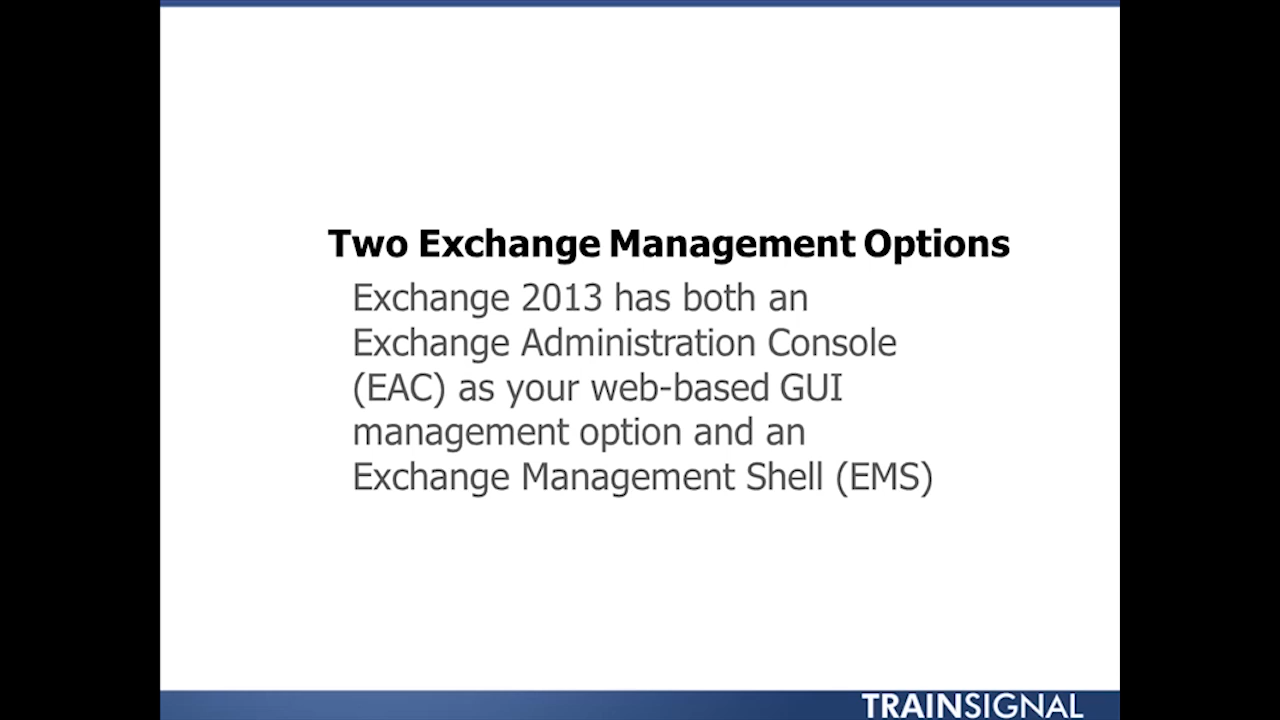 Two Exchange Management Options
Exchange 2013 has both an
Exchange Administration Console
(EAC) as your web-based GUI
management option and an
Exchange Management Shell (EMS)
TRAINSIGNAL